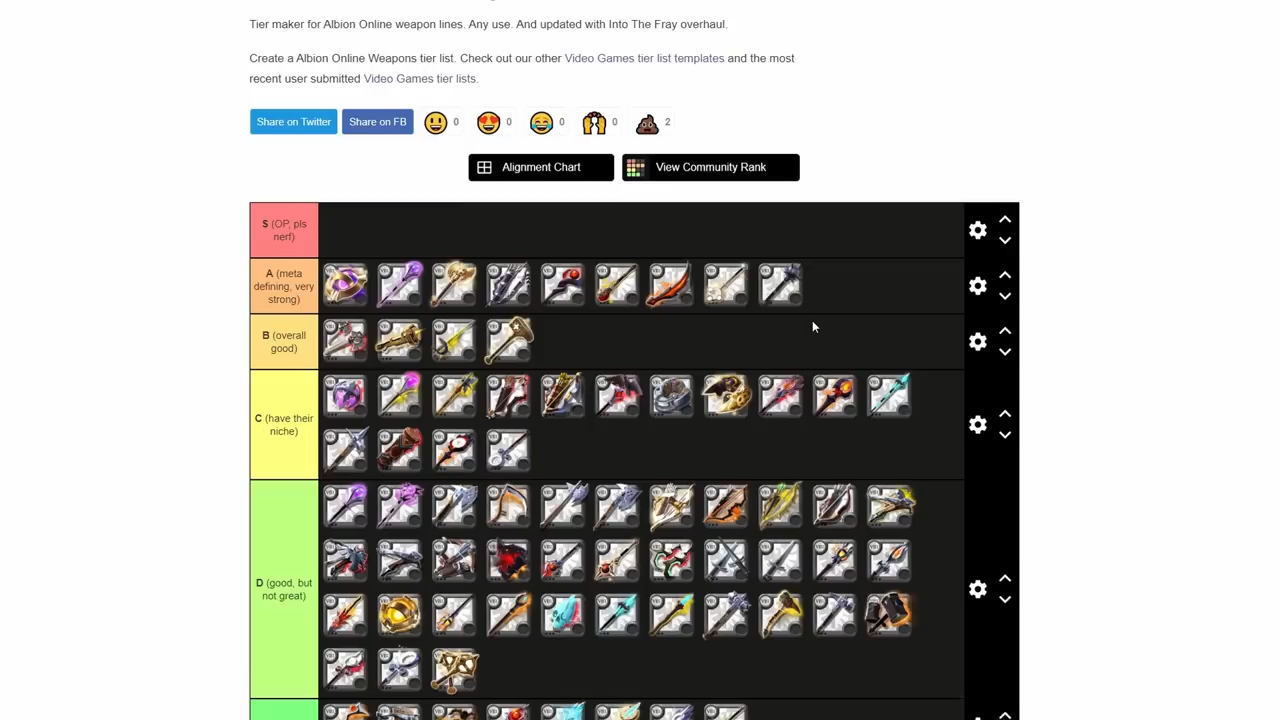 Tier maker for Albion Online weapon lines. Any use. And updated with Into The Fray overhaul.
Create a Albion Online Weapons tier list. Check out our other Video Games tier list templates and the most
recent user submitted Video Games tier lists.
Share on Twitter
Share on FB
0
0
0
0
2
Alignment Chart
View Community Rank
S (OP, pls
nerf)
A (meta
defining, very
strong)
B (overall
good)
C (have their
niche)
D (good, but
not great)